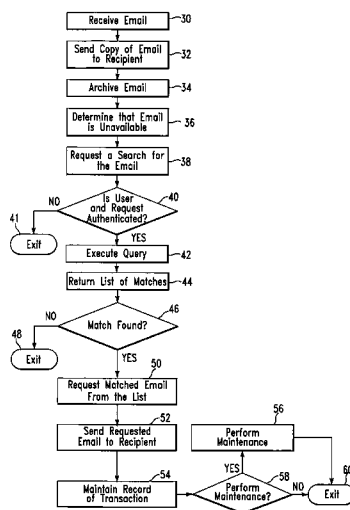 Receive Email
30
Send Copy of Email
to Recipient
32
Archive Email
34
Determine that Email
is Unavailable
36
Request a Search for
the Email
38
Is User
and Request
Authenticated?
40
NO
41
Exit
YES
Execute Query
42
Return List of Matches
44
46
NO
Match Found?
48
Exit
YES
50
Request Matched Email
From the List
52
Send Requested
Email to Recipient
56
Perform
Maintenance
54
Maintain Record
of Transaction
YES
58
Perform
Maintenance?
NO
60
Exit